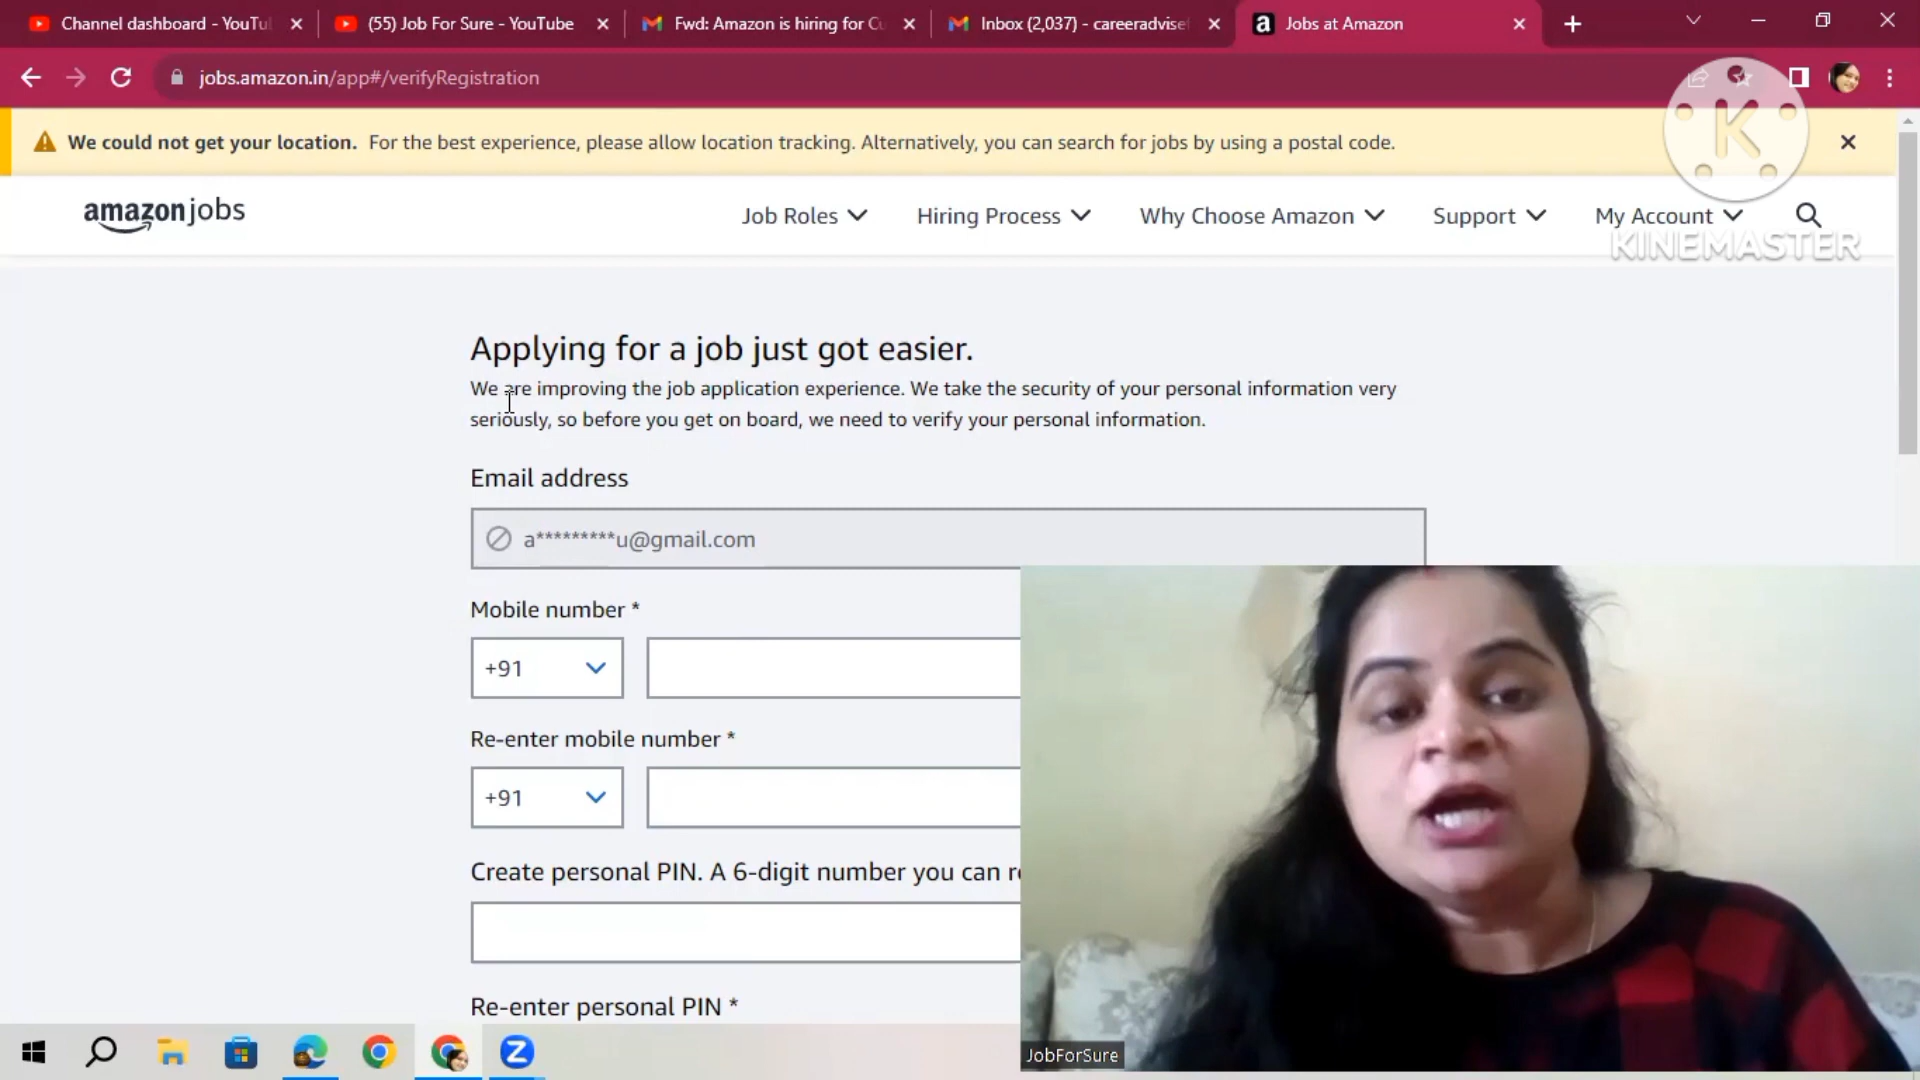 Channel dashboard - YouTu
(55) Job For Sure - YouTube
Fwd: Amazon is hiring for Cu
Inbox (2,037) - careeradvise
Jobs at Amazon
jobs.amazon.in/app#/verifyRegistration
We could not get your location. For the best experience, please allow location tracking. Alternatively, you can search for jobs by using a postal code.
K
amazon jobs
Job Roles
Hiring Process
Why Choose Amazon
Support
My Account
KINEMASTER
Applying for a job just got easier.
We are improving the job application experience. We take the security of your personal information very
seriously, so before you get on board, we need to verify your personal information.
Email address
a*********u@gmail.com
Mobile number *
+91
Re-enter mobile number *
+91
Create personal PIN. A 6-digit number you can r
Re-enter personal PIN *
JobForSure